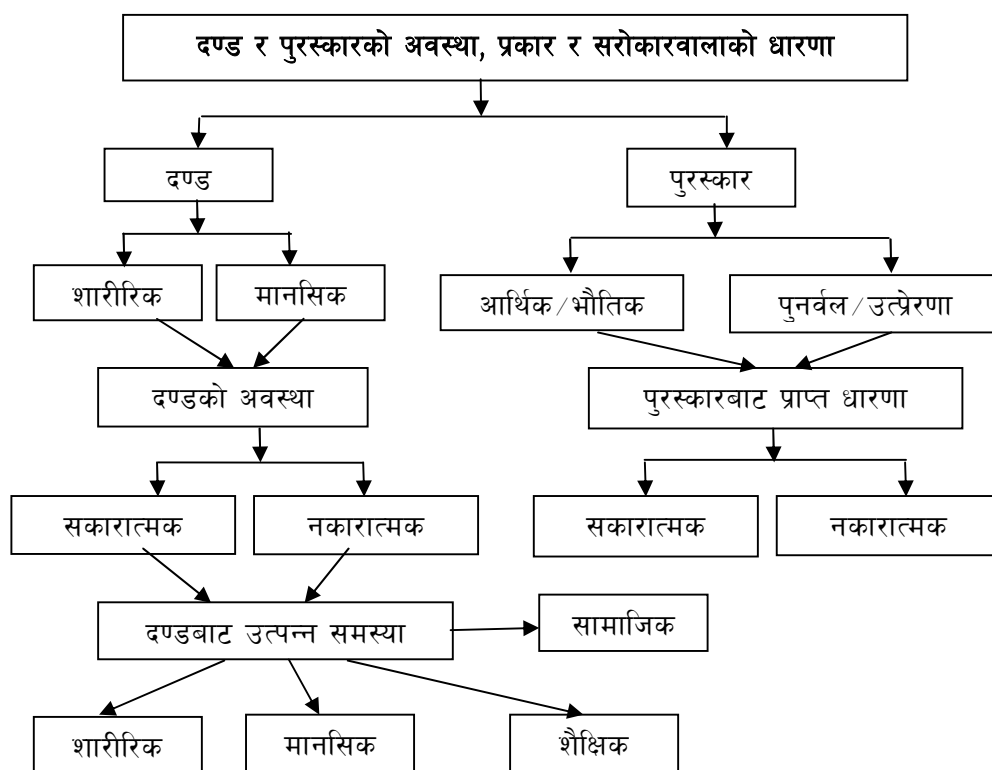 दण्ड र पुरस्कारको अवस्था, प्रकार र सरोकारवालाको धारणा
दण्ड
पुरस्कार
शारीरिक
मानसिक
आर्थिक/भौतिक
पुनर्वल/उत्प्रेरणा
दण्डको अवस्था
पुरस्कारबाट प्राप्त धारणा
सकारात्मक
नकारात्मक
सकारात्मक
नकारात्मक
दण्डबाट उत्पन्न समस्या
सामाजिक
शारीरिक
मानसिक
शैक्षिक